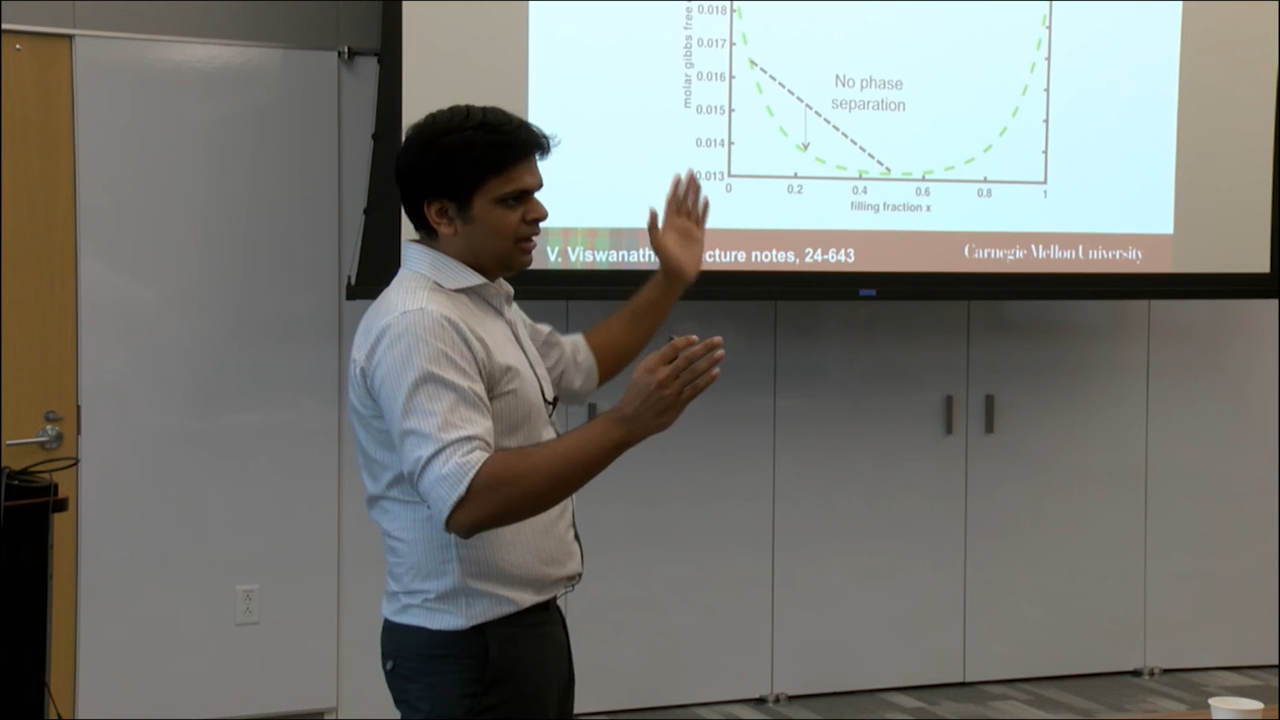 0.018
0.017
0.016
0.015
0.014
0.013
molar gibbs free
No phase
separation
0
0.2
0.4
0.6
0.8
1
filling fraction x
V. Viswanath
cture notes, 24-643
Carnegie Mellon University